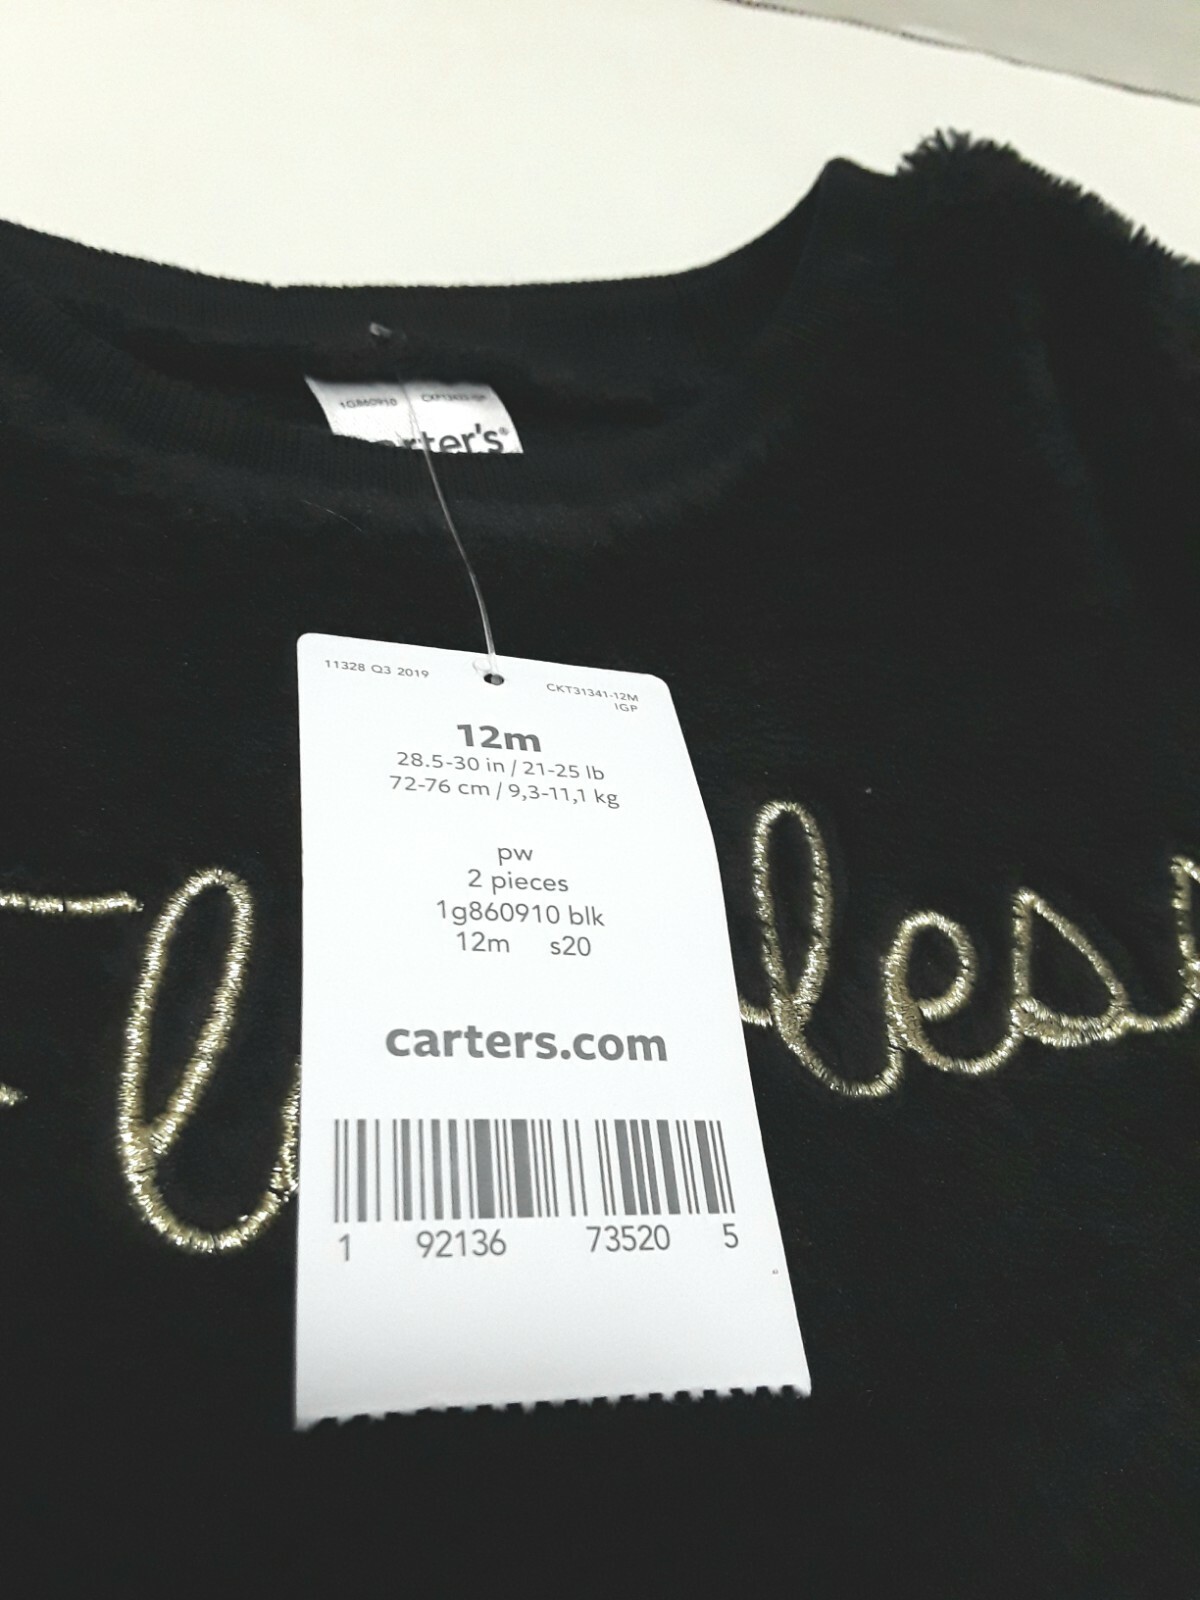 1G860910
11328 Q3 2019
CKT31341-12M
IGP
12m
28.5-30 in / 21-25 lb
72-76 cm / 9,3-11,1 kg
pw
2 pieces
1g860910 blk
12m s20
carters.com
1 92136 73520 5